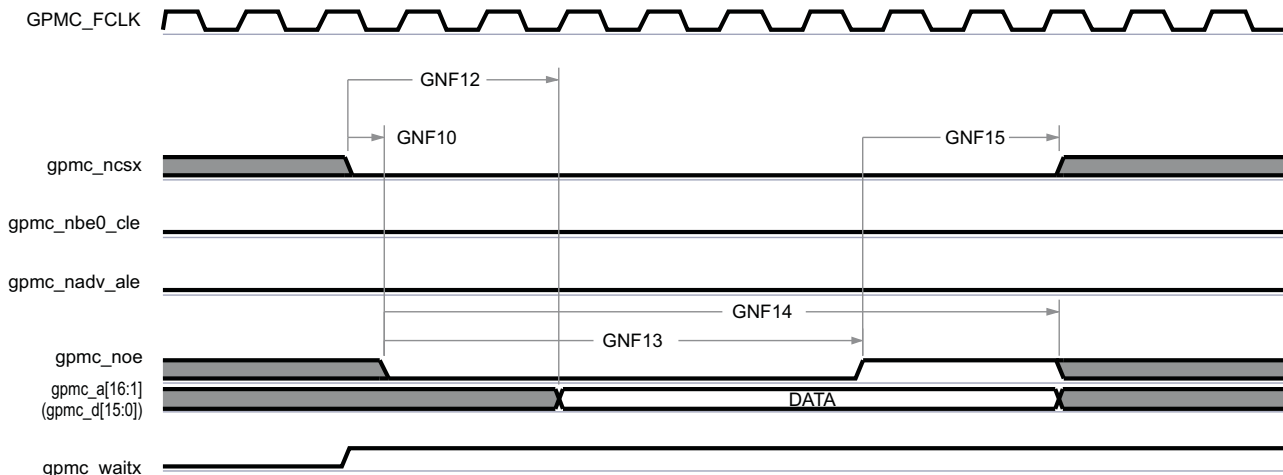 GPMC_FCLK
GNF12
GNF10
GNF15
gpmc_ncsx
gpmc_nbe0_cle
gpmc_nadv_ale
GNF14
GNF13
gpmc_noe
gpmc_a[16:1]
(gpmc_d[15:0])
DATA
gpmc_waitx